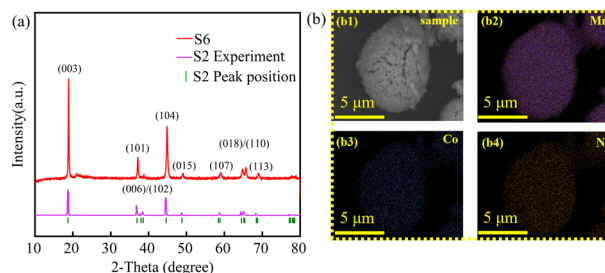 (a)
S6
S2 Experiment
S2 Peak position
(003)
(104)
(101)
(018)/(110)
(015)
(107)
(113)
(006)/(102)
Intensity(a.u.)
10 20 30 40 50 60 70 80
2-Theta (degree)
(b)
(b1) sample
5 μm
(b2) Mn
5 μm
(b3) Co
5 μm
(b4)
5 μm